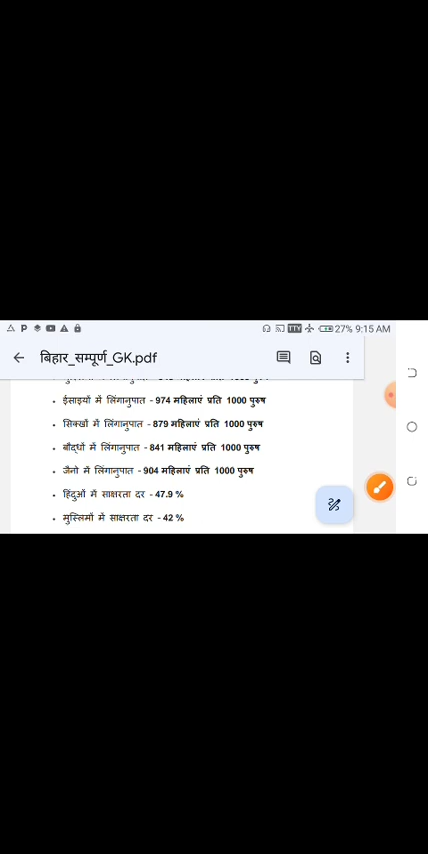 27% 9:15 AM
बिहार_सम्पूर्ण_GK.pdf
• ईसाइयों में लिंगानुपात - 974 महिलाएं प्रति 1000 पुरुष
• सिक्खों में लिंगानुपात - 879 महिलाएं प्रति 1000 पुरुष
• बौद्धों में लिंगानुपात - 841 महिलाएं प्रति 1000 पुरुष
• जैनो में लिंगानुपात - 904 महिलाएं प्रति 1000 पुरुष
• हिंदुओं में साक्षरता दर - 47.9 %
• मुस्लिमों में साक्षरता दर - 42 %